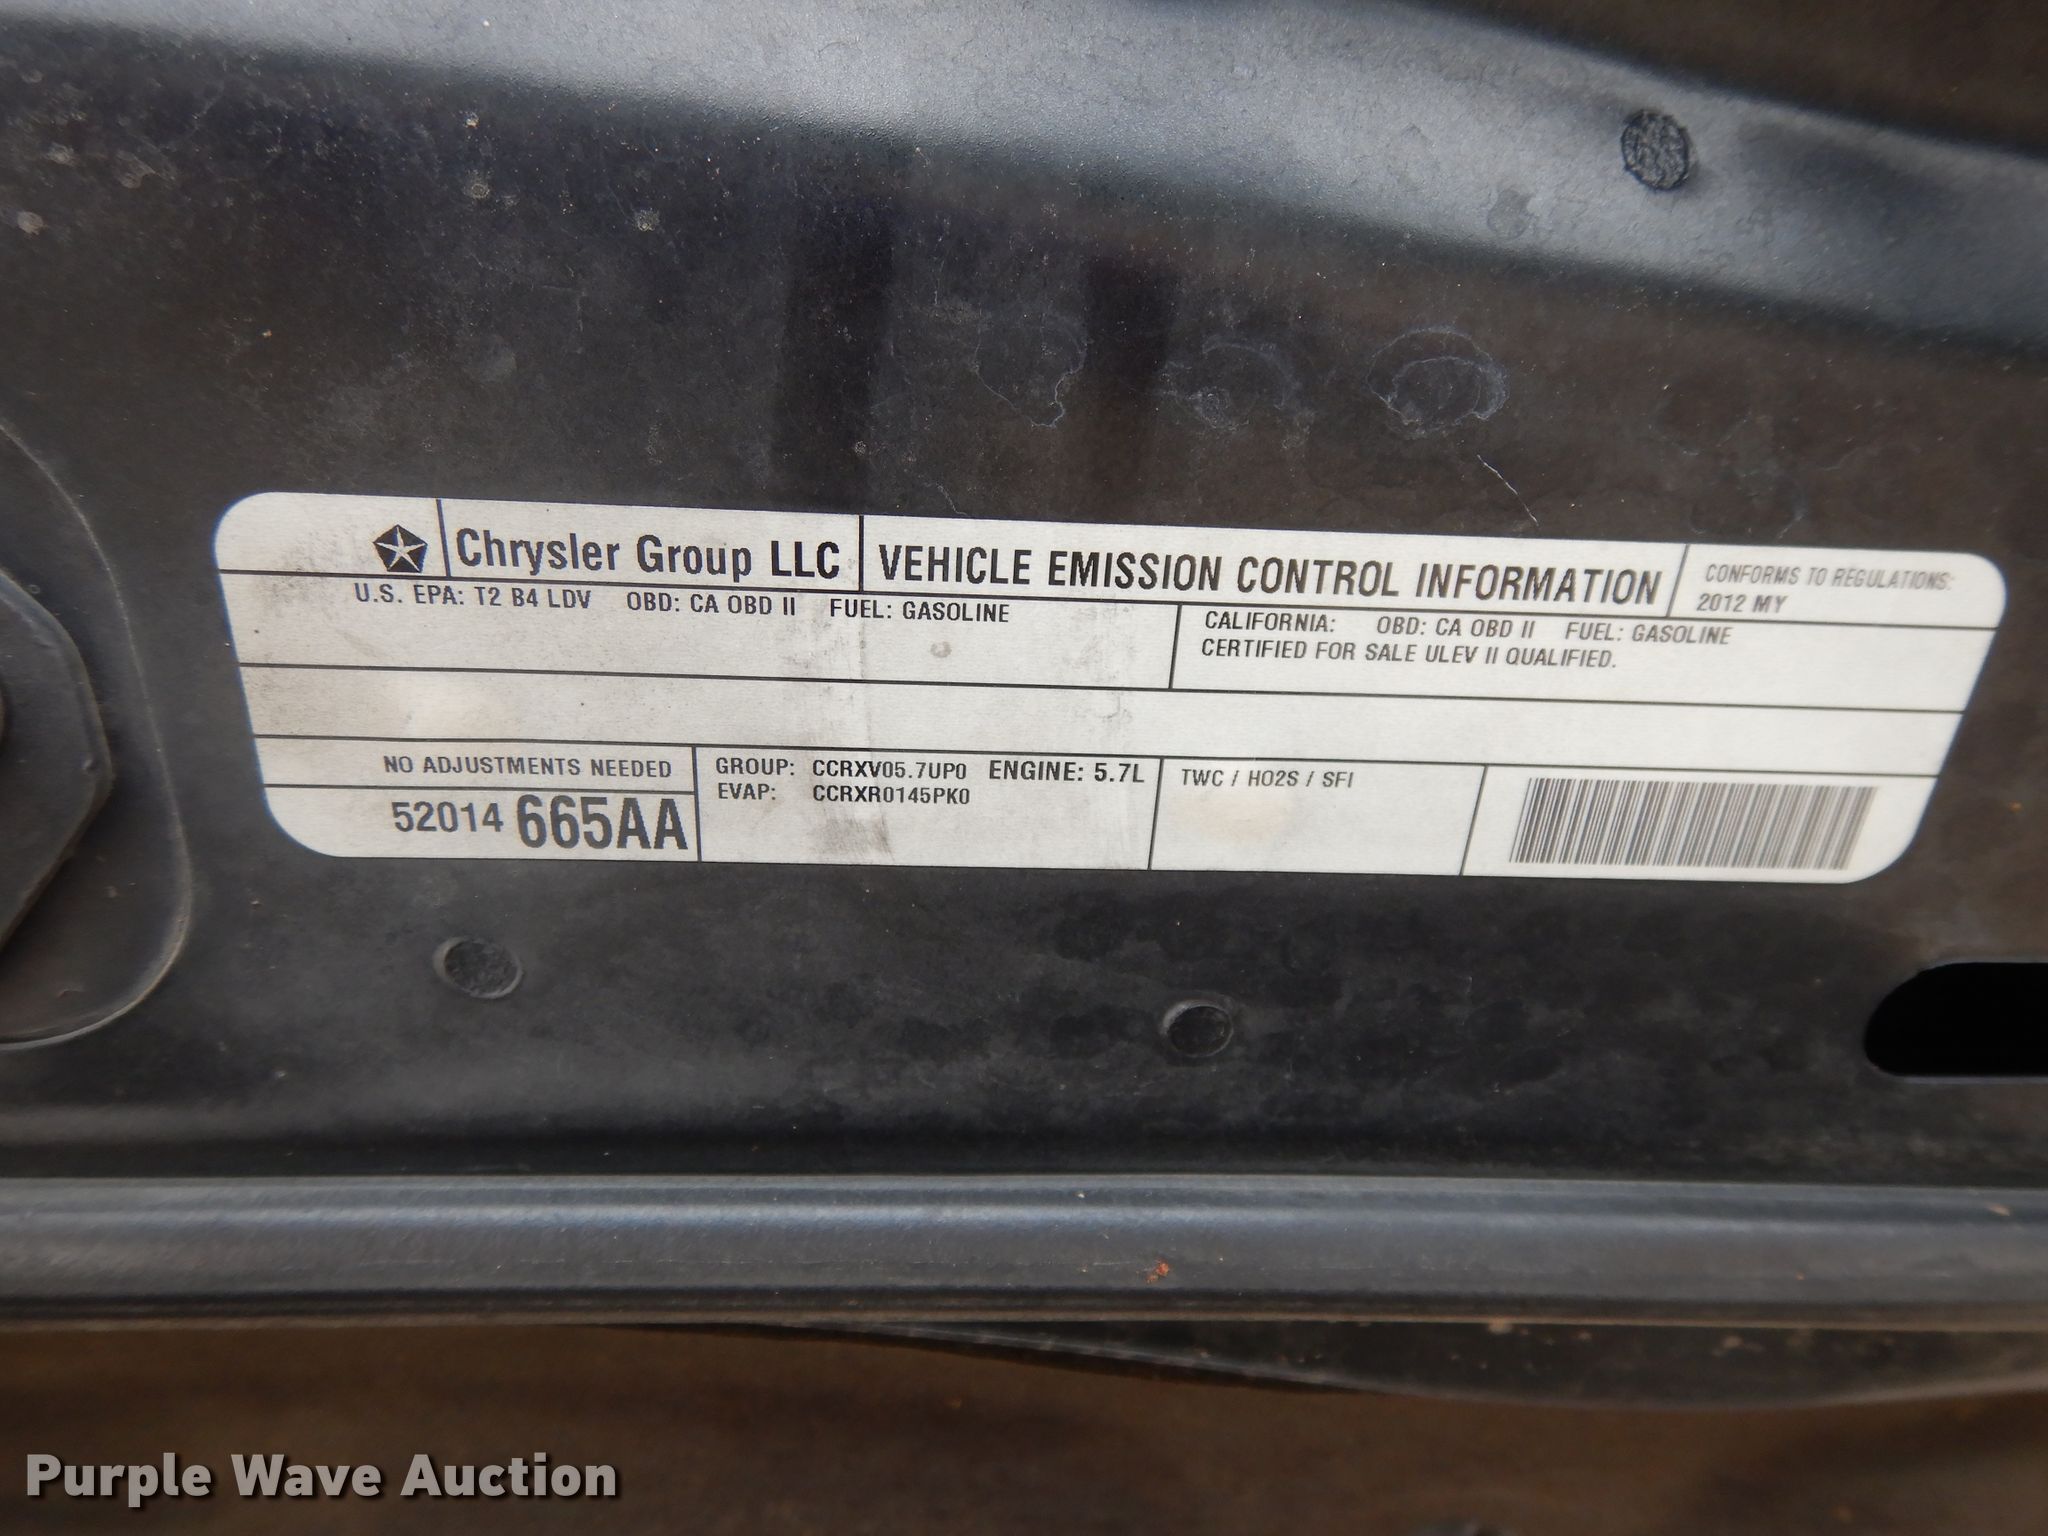 Chrysler Group LLC
VEHICLE EMISSION CONTROL INFORMATION
CONFORMS TO REGULATIONS:
2012 MY
U.S. EPA: T2 B4 LDV OBD: CA OBD II FUEL: GASOLINE
CALIFORNIA: OBD: CA OBD II FUEL: GASOLINE
CERTIFIED FOR SALE ULEV II QUALIFIED.
NO ADJUSTMENTS NEEDED
52014 665AA
GROUP: CCRXV05.7UP0 ENGINE: 5.7L
EVAP: CCRXR0145PK0
TWC / HO2S / SFI
Purple Wave Auction